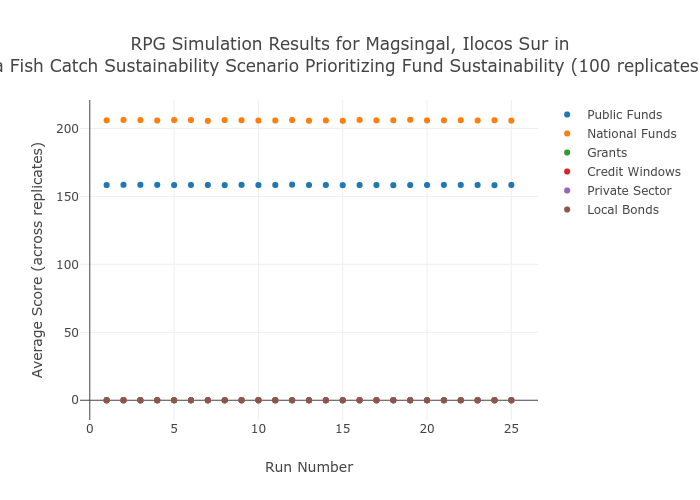 RPG Simulation Results for Magsingal, Ilocos Sur in
a Fish Catch Sustainability Scenario Prioritizing Fund Sustainability (100 replicates
Average Score (across replicates)
200
150
100
50
0
0
5
10
15
20
25
Run Number
Public Funds
National Funds
Grants
Credit Windows
Private Sector
Local Bonds